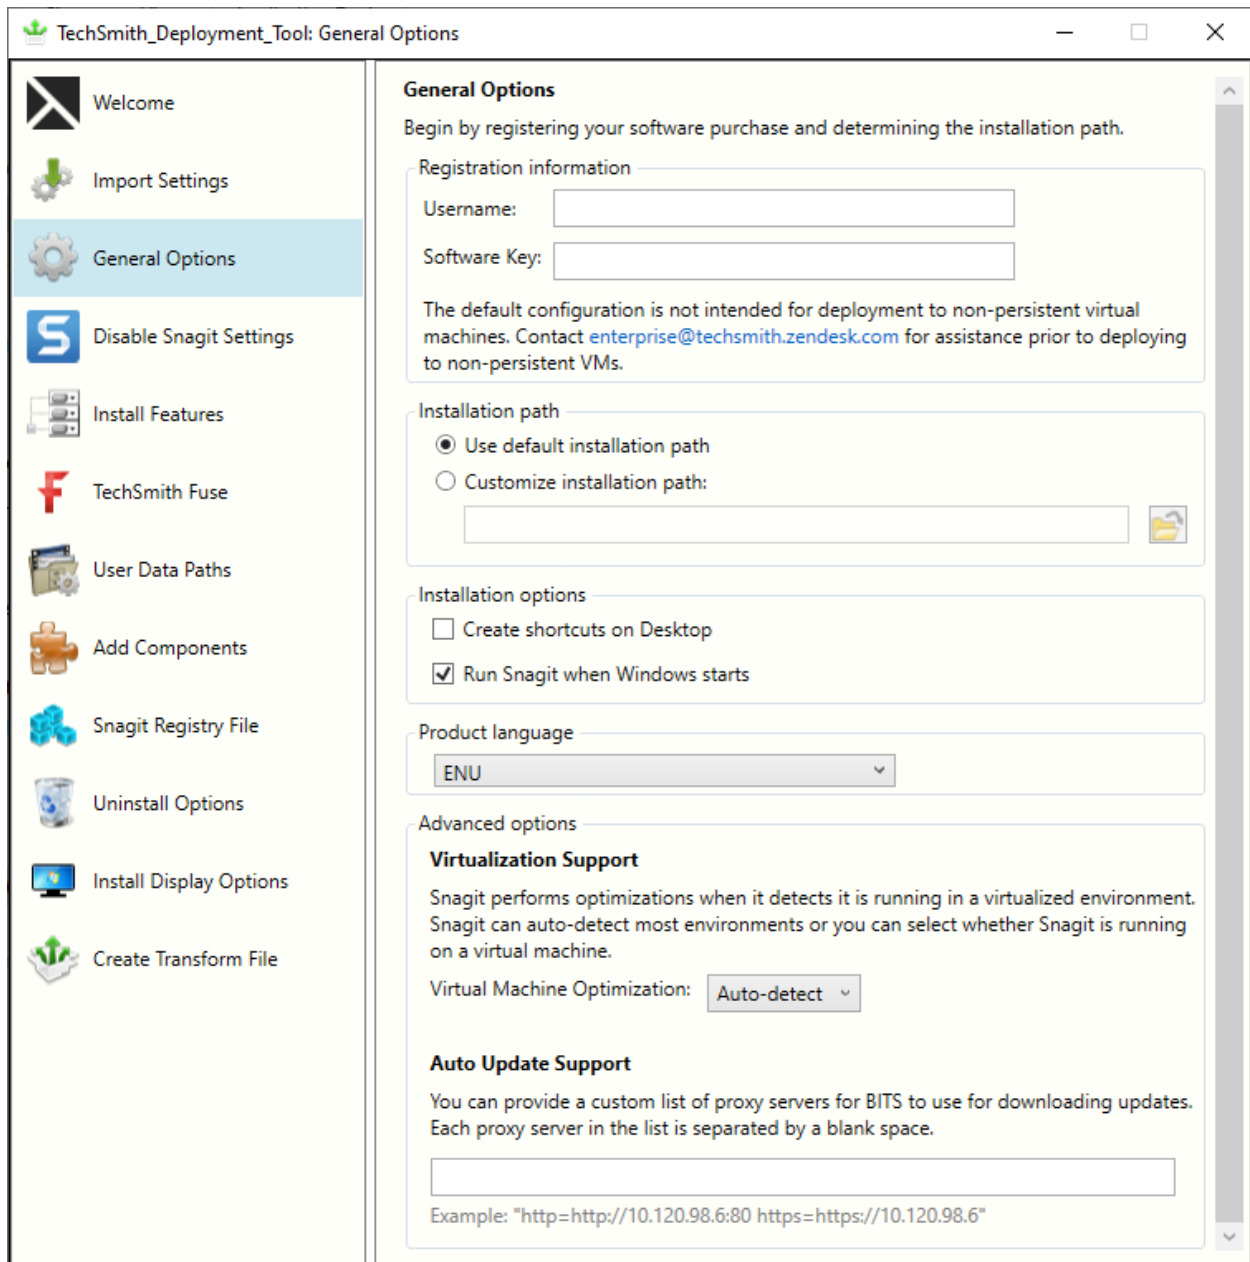 TechSmith_Deployment_Tool: General Options
Welcome
Import Settings
General Options
Disable Snagit Settings
Install Features
TechSmith Fuse
User Data Paths
Add Components
Snagit Registry File
Uninstall Options
Install Display Options
Create Transform File
General Options
Begin by registering your software purchase and determining the installation path.
Registration information
Username:
Software Key:
The default configuration is not intended for deployment to non-persistent virtual
machines. Contact enterprise@techsmith.zendesk.com for assistance prior to deploying
to non-persistent VMs.
Installation path
Use default installation path
Customize installation path:
Installation options
Create shortcuts on Desktop
Run Snagit when Windows starts
Product language
ENU
Advanced options
Virtualization Support
Snagit performs optimizations when it detects it is running in a virtualized environment.
Snagit can auto-detect most environments or you can select whether Snagit is running
on a virtual machine.
Virtual Machine Optimization: Auto-detect
Auto Update Support
You can provide a custom list of proxy servers for BITS to use for downloading updates.
Each proxy server in the list is separated by a blank space.
Example: "http=http://10.120.98.6:80 https=https://10.120.98.6"